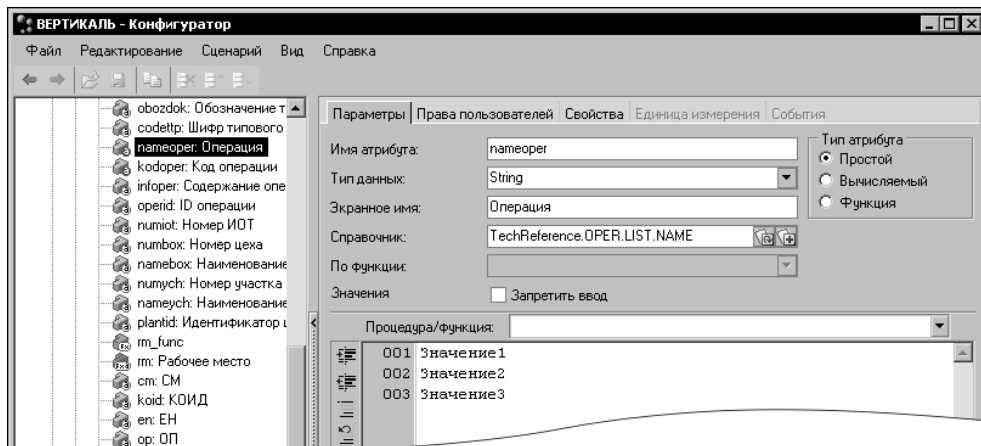 ВЕРТИКАЛЬ - Конфигуратор
Файл Редактирование Сценарий Вид Справка
obozdok: Обозначение т
codettp: Шифр типового
nameoper: Операция
kodoper: Код операции
infoper: Содержание опе
operid: ID операции
numiot: Номер ИОТ
numbox: Номер цеха
namebox: Наименование
numych: Номер участка
nameych: Наименование
plantid: Идентификатор ц
rm_func
rm: Рабочее место
cm: СМ
koid: КОИД
en: ЕН
op: ОП
Параметры Права пользователей Свойства Единица измерения События
Имя атрибута: nameoper
Тип данных: String
Экранное имя: Операция
Справочник: TechReference.OPER.LIST.NAME
По функции:
Значения Запретить ввод
Тип атрибута
Простой
Вычисляемый
Функция
Процедура/функция:
001 Значение1
002 Значение2
003 Значение3